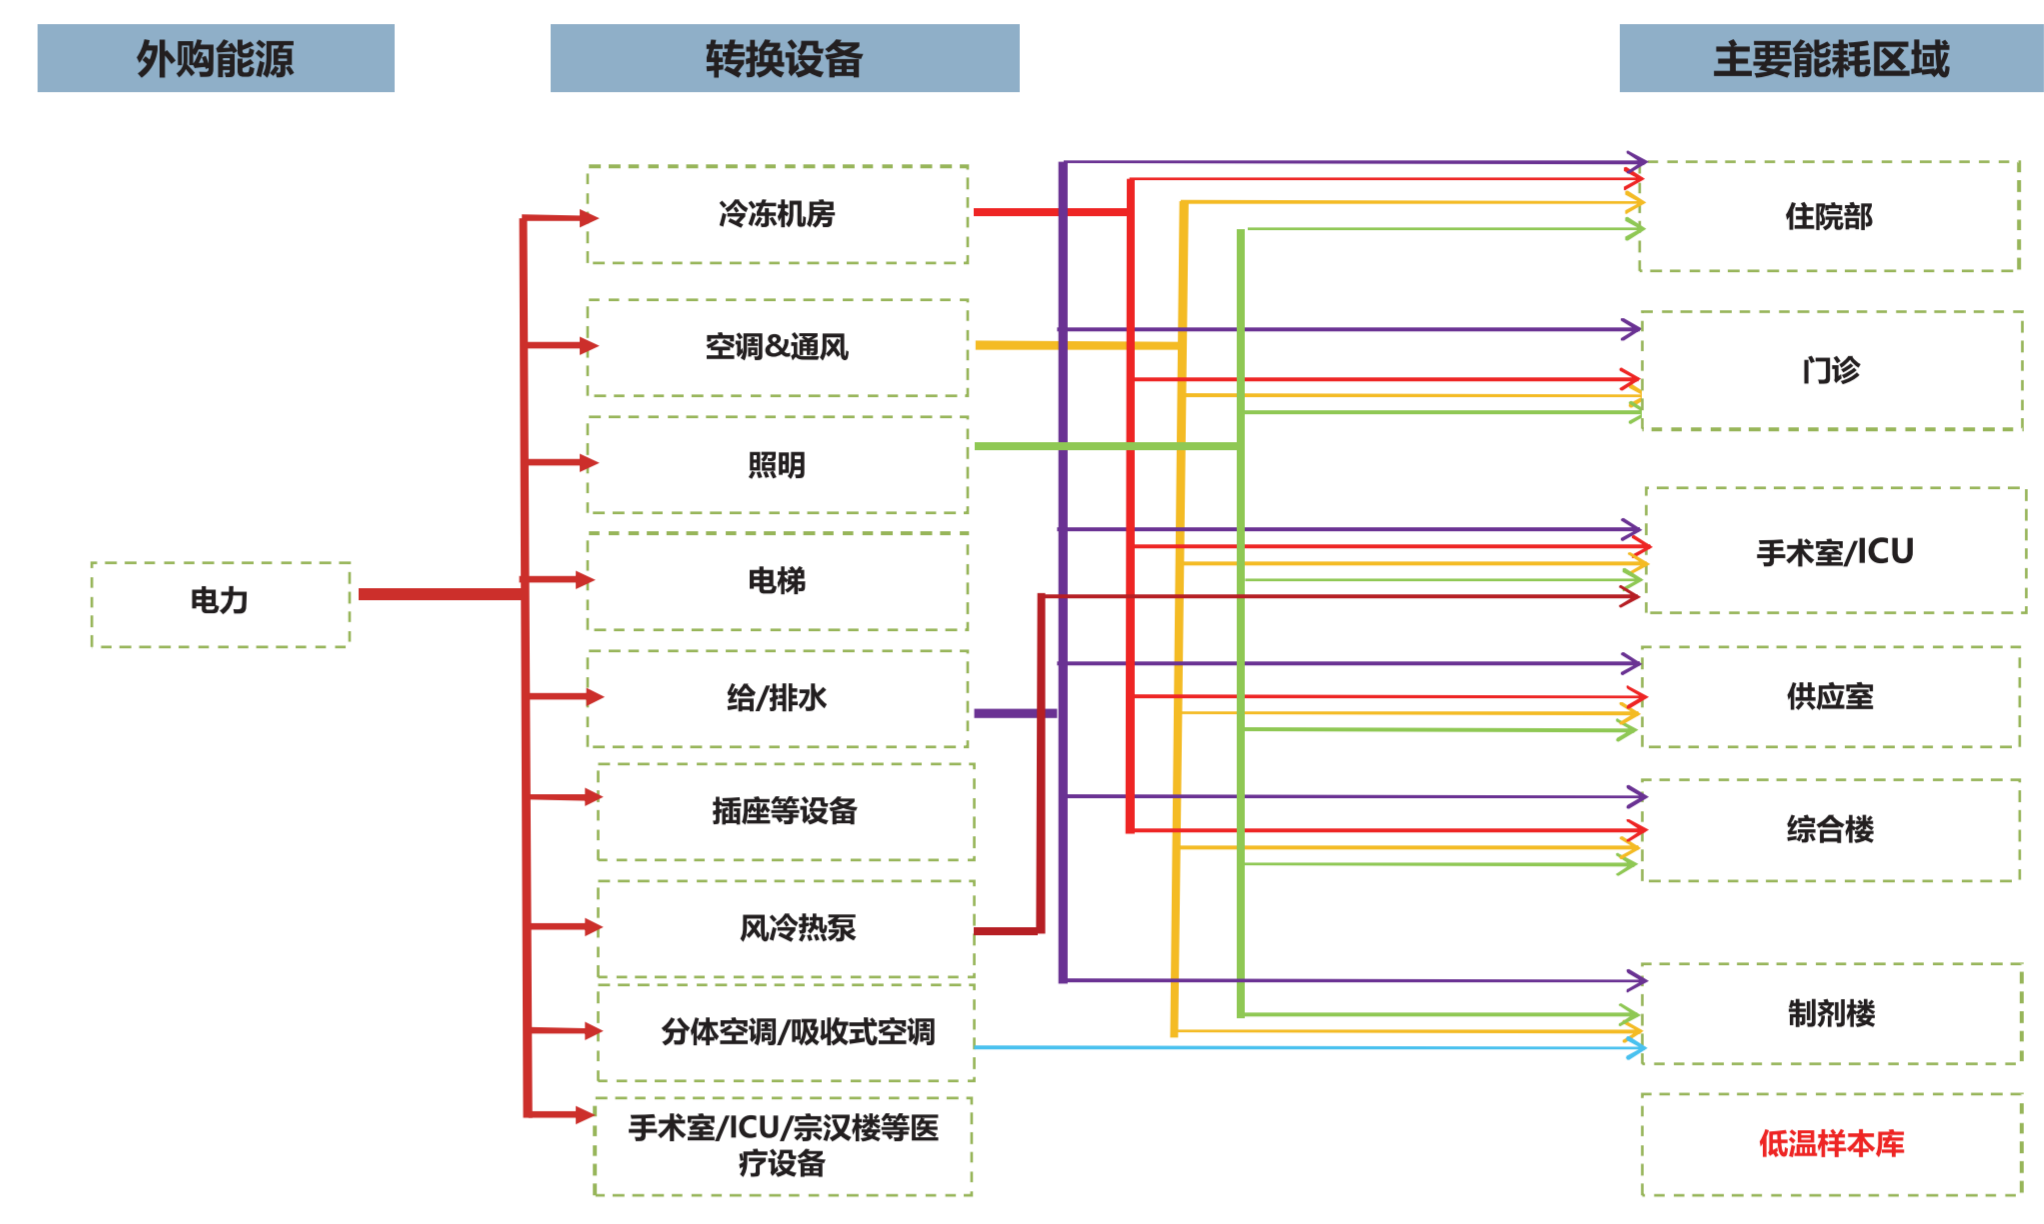 外购能源
转换设备
主要能耗区域
冷冻机房
空调&通风
照明
电梯
给/排水
插座等设备
风冷热泵
分体空调/吸收式空调
手术室/ICU/宗汉楼等医
疗设备
电力
住院部
门诊
手术室/ICU
供应室
综合楼
制剂楼
低温样本库